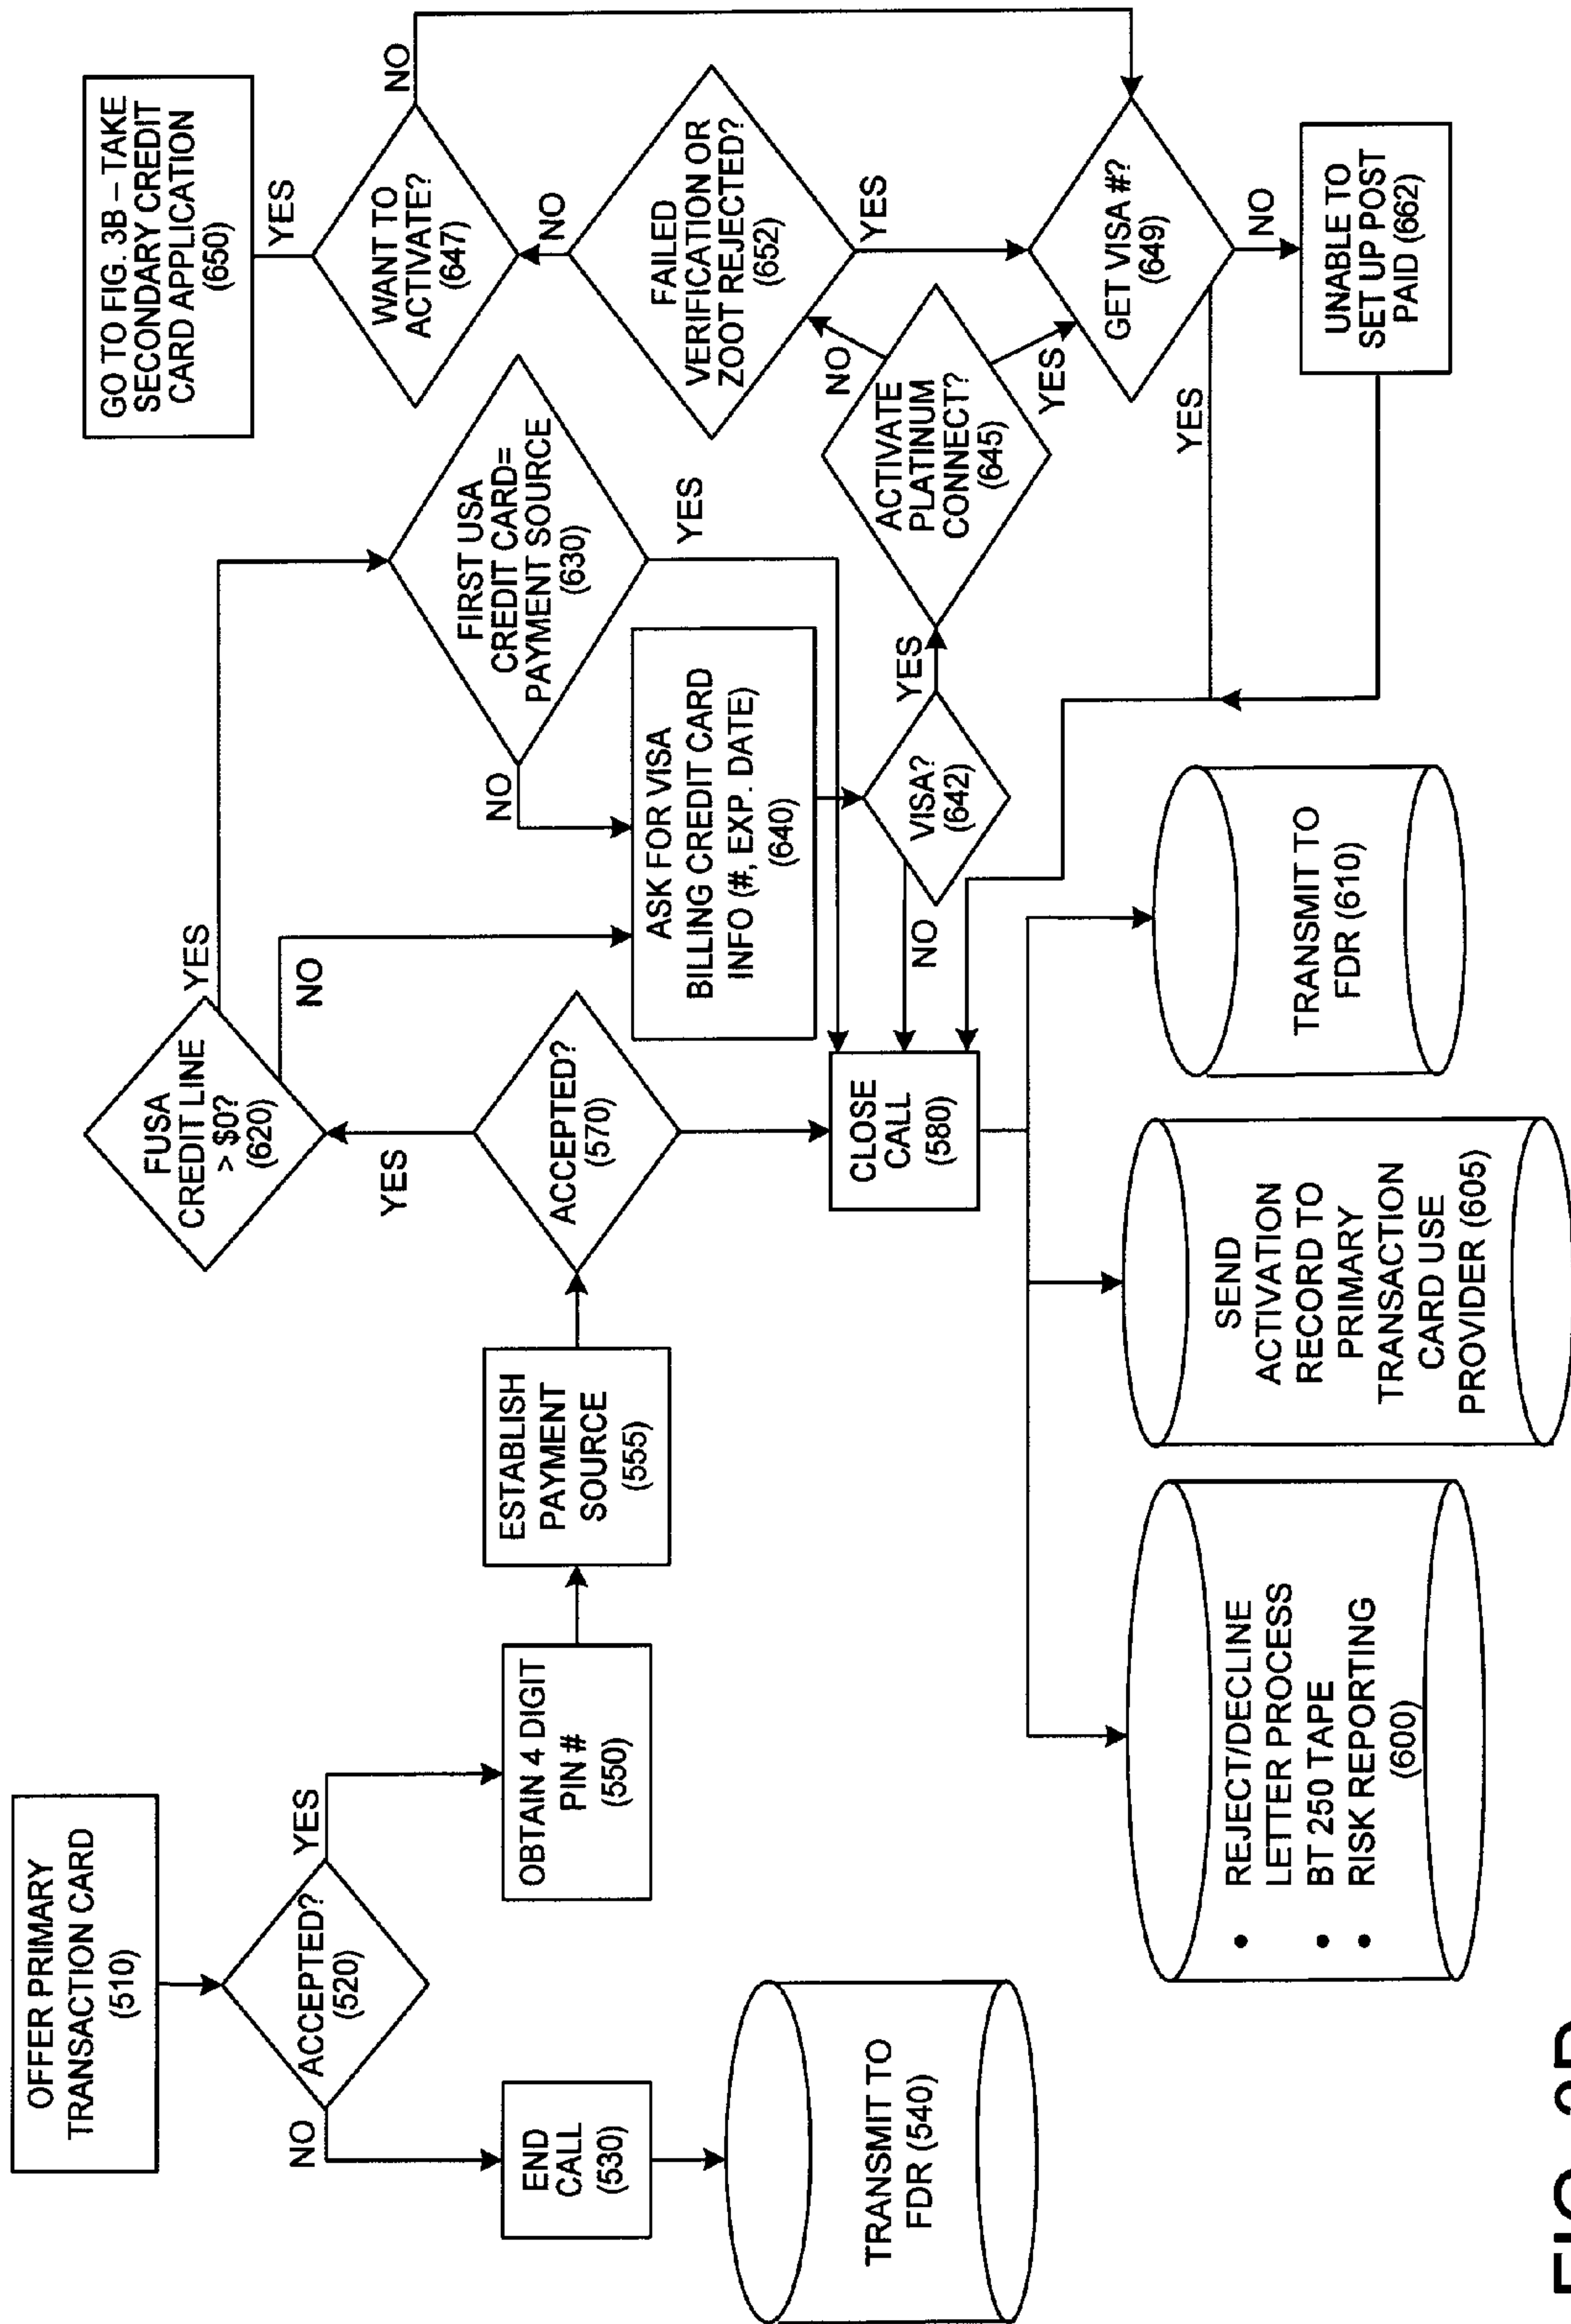 OFFER PRIMARY
TRANSACTION CARD
(510)
ACCEPTED?
(520)
NO
YES
END
CALL
(530)
TRANSMIT TO
FDR (540)
OBTAIN 4 DIGIT
PIN #
(550)
ESTABLISH
PAYMENT
SOURCE
(555)
ACCEPTED?
(570)
YES
FUSA
CREDIT LINE
> $0?
(620)
YES
NO
FIRST USA
CREDIT CARD=
PAYMENT SOURCE
(630)
NO
YES
ASK FOR VISA
BILLING CREDIT CARD
INFO (#, EXP. DATE)
(640)
VISA?
(642)
YES
NO
CLOSE
CALL
(580)
ACTIVATE
PLATINUM
CONNECT?
(645)
NO
YES
FAILED
VERIFICATION OR
ZOOT REJECTED?
(652)
NO
YES
WANT TO
ACTIVATE?
(647)
YES
NO
GO TO FIG. 3B – TAKE
SECONDARY CREDIT
CARD APPLICATION
(650)
GET VISA #?
(649)
YES
NO
UNABLE TO
SET UP POST
PAID (662)
• REJECT/DECLINE
LETTER PROCESS
• BT 250 TAPE
• RISK REPORTING
(600)
SEND
ACTIVATION
RECORD TO
PRIMARY
TRANSACTION
CARD USE
PROVIDER (605)
TRANSMIT TO
FDR (610)